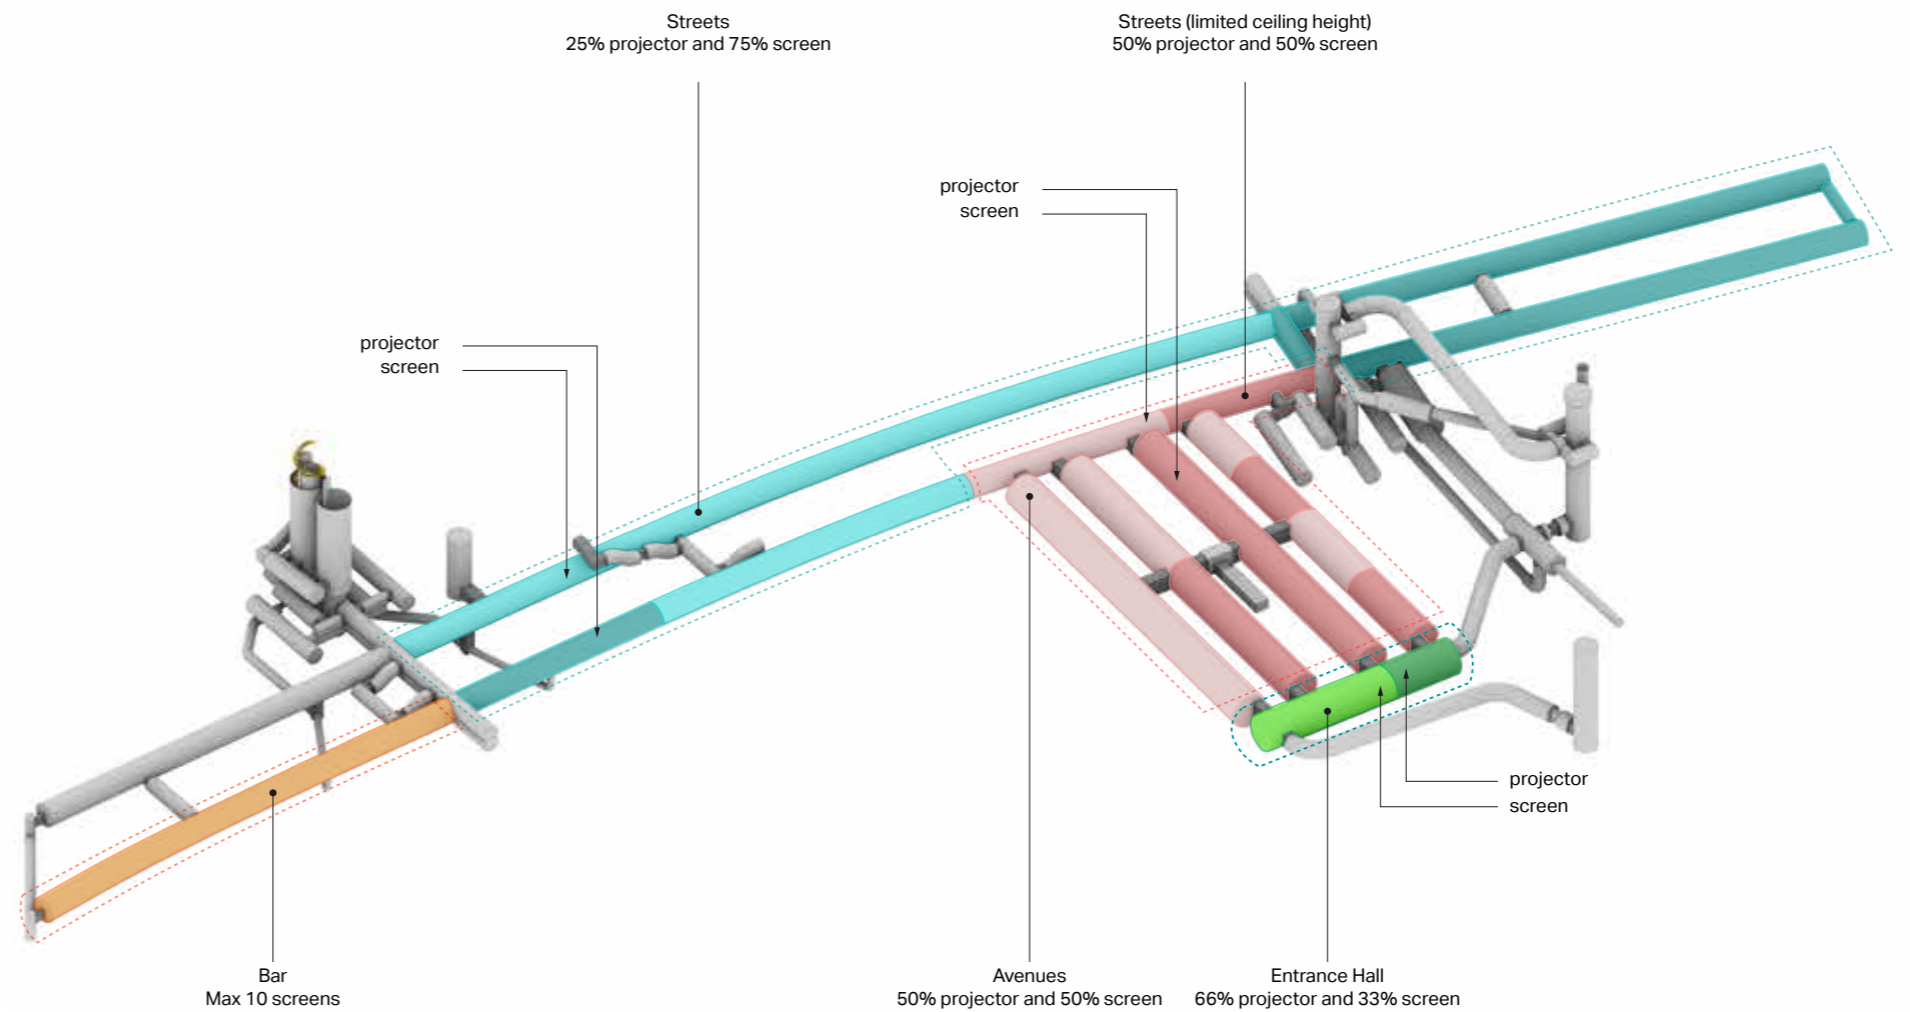 Streets
25% projector and 75% screen
Streets (limited ceiling height)
50% projector and 50% screen
projector
screen
projector
screen
projector
screen
Bar
Max 10 screens
Avenues
50% projector and 50% screen
Entrance Hall
66% projector and 33% screen